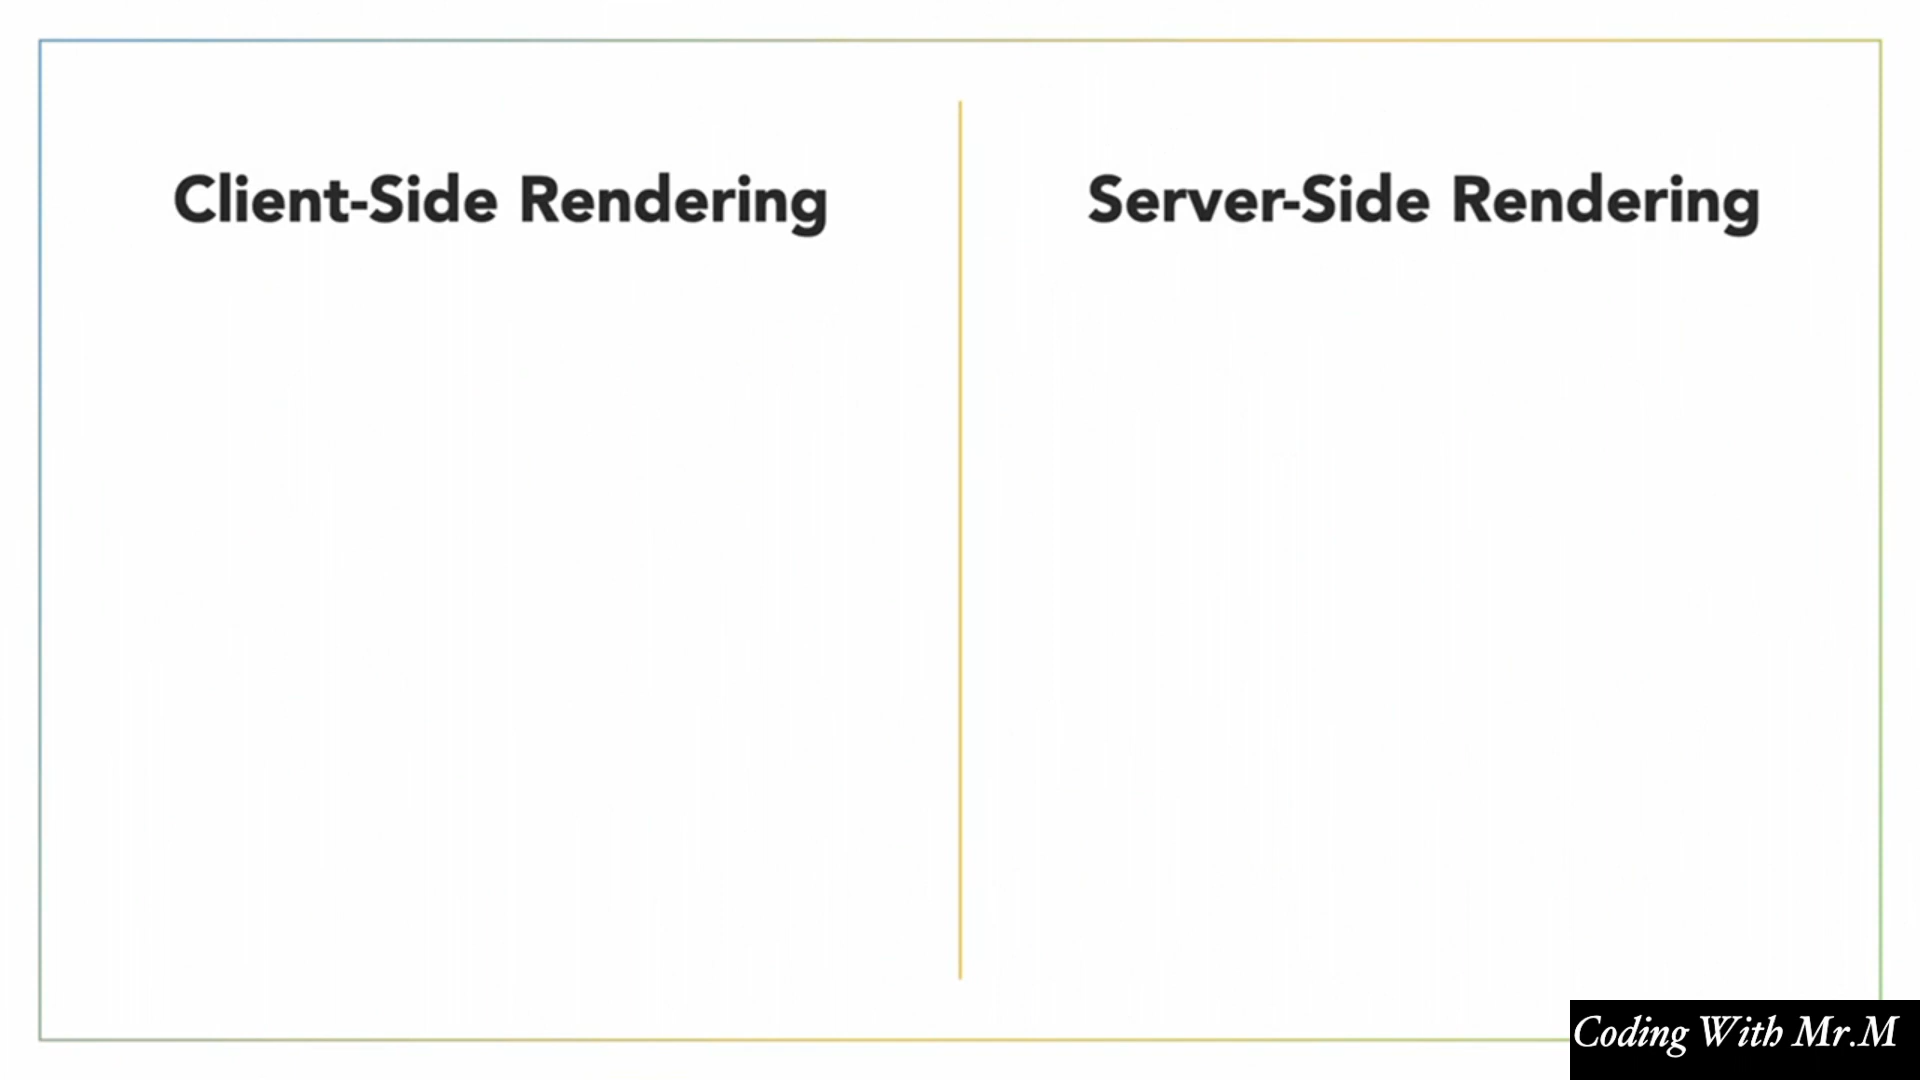 Client-Side Rendering
Server-Side Rendering
Coding With Mr.M